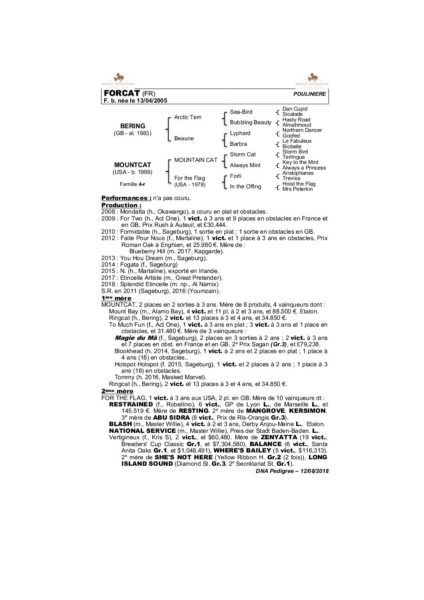 FORCAT (FR)
POULINIERE
F. b. née le 13/04/2005
BERING
(GB - al. 1983)
MOUNTCAT
(USA - b. 1999)
Famille 4-r
Arctic Tern
Beaune
MOUNTAIN CAT
For the Flag
(USA - 1978)
Sea-Bird
Bubbling Beauty
Lyphard
Barbra
Storm Cat
Always Mint
Forli
In the Offing
Dan Cupid
Sicalade
Hasty Road
Almahmoud
Northern Dancer
Goofed
Le Fabuleux
Biobelle
Storm Bird
Terlingua
Key to the Mint
Always a Princess
Aristophanes
Trevisa
Hoist the Flag
Mrs Peterkin
Performances : n'a pas couru.
Production :
2008 : Mondatta (h., Okawango), a couru en plat et obstacles.
2009 : For Two (h., Act One), 1 vict. à 3 ans et 9 places en obstacles en France et
en GB, Prix Rush à Auteuil, et £30,444.
2010 : Formidable (h., Sageburg), 1 sortie en plat ; 1 sortie en obstacles en GB.
2012 : Faite Pour Nous (f., Martaline), 1 vict. et 1 place à 3 ans en obstacles, Prix
Roman Oak à Enghien, et 25.980 €. Mère de :
Blueberry Hill (m. 2017, Kapgarde).
2013 : You Hou Dream (m., Sageburg).
2014 : Fogata (f., Sageburg)
2015 : N. (h., Martaline), exporté en Irlande.
2017 : Etincelle Artiste (m., Great Pretender).
2018 : Splendid Etincelle (m. np., Al Namix)
S.R. en 2011 (Sageburg), 2016 (Youmzain).
1ère mère
MOUNTCAT, 2 places en 2 sorties à 3 ans. Mère de 8 produits, 4 vainqueurs dont :
Mount Bay (m., Alamo Bay), 4 vict. et 11 pl. à 2 et 3 ans, et 88.500 €. Etalon.
Ringcat (h., Bering), 2 vict. et 13 places à 3 et 4 ans, et 34.850 €.
To Much Fun (f., Act One), 1 vict. à 3 ans en plat ; 3 vict. à 3 ans et 1 place en
obstacles, et 31.480 €. Mère de 3 vainqueurs :
Magie du Mâ (f., Sageburg), 2 places en 3 sorties à 2 ans ; 2 vict. à 3 ans
et 7 places en obst. en France et en GB, 2e Prix Sagan (Gr.3), et £79,238.
Blookhead (h. 2014, Sageburg), 1 vict. à 2 ans et 2 places en plat ; 1 place à
4 ans (18) en obstacles..
Hotspot Hotspot (f. 2015, Sageburg), 1 vict. et 2 places à 2 ans ; 1 place à 3
ans (18) en obstacles.
Tommy (h. 2016, Masked Marvel).
Ringcat (h., Bering), 2 vict. et 13 places à 3 et 4 ans, et 34.850 €.
2ème mère
FOR THE FLAG, 1 vict. à 3 ans aux USA, 2 pl. en GB. Mère de 10 vainqueurs dt :
RESTRAINED (f., Robellino), 6 vict., GP de Lyon L., de Marseille L., et
145.519 €. Mère de RESTING, 2e mère de MANGROVE, KERSIMON,
3e mère de ABU SIDRA (8 vict., Prix de Ris-Orangis Gr.3).
BLASH (m., Master Willie), 4 vict. à 2 et 3 ans, Derby Anjou-Maine L.. Etalon.
NATIONAL SERVICE (m., Master Willie), Preis der Stadt Baden-Baden, L..
Vertigineux (f., Kris S), 2 vict., et $60,480. Mère de ZENYATTA (19 vict.,
Breeders' Cup Classic Gr.1, et $7,304,580), BALANCE (6 vict., Santa
Anita Oaks Gr.1, et $1,048,491), WHERE'S BAILEY (5 vict., $116,313).
2e mère de SHE'S NOT HERE (Yellow Ribbon H. Gr.2 (2 fois)), LONG
ISLAND SOUND (Diamond St. Gr.3, 2e Secrétariat St. Gr.1).
DNA Pedigree – 12/08/2018